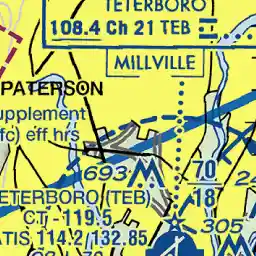 TETERBORO
108.4 Ch 21 TEB
MILLVILLE
PATERSON
upplement
fc) eff hrs
693
70
18
24
ETERBORO (TEB)
CT - 119.5
ATIS 114.2 132.85
305